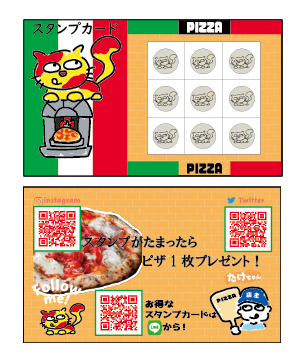 スタンプカード
PIZZA
PIZZA
Instagram
Twitter
スタンプがたまったら
ピザ1枚プレゼント！
Follow
me!
たけちゃん
PIZZA
店主
お得な
スタンプカードは
LINE から！